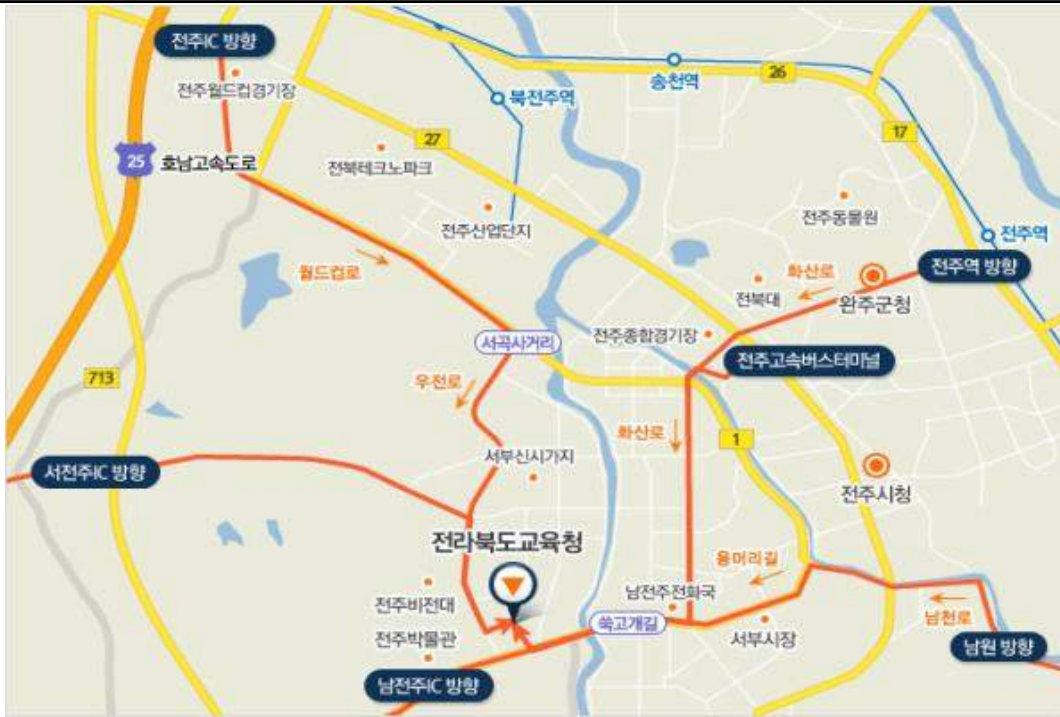 전주IC 방향
전주월드컵경기장
송천역
26
북전주역
17
27
25
호남고속도로
전북테크노파크
전주동물원
전주산업단지
전주역
월드컵로
화산로
전주역 방향
전북대
완주군청
서곡사거리
전주종합경기장
전주고속버스터미널
713
우전로
화산로
1
서부신시가지
서전주IC 방향
전주시청
전라북도교육청
용머리길
전주비전대
남전주전화국
남천로
쑥고개길
전주박물관
서부시장
남원 방향
남전주IC 방향